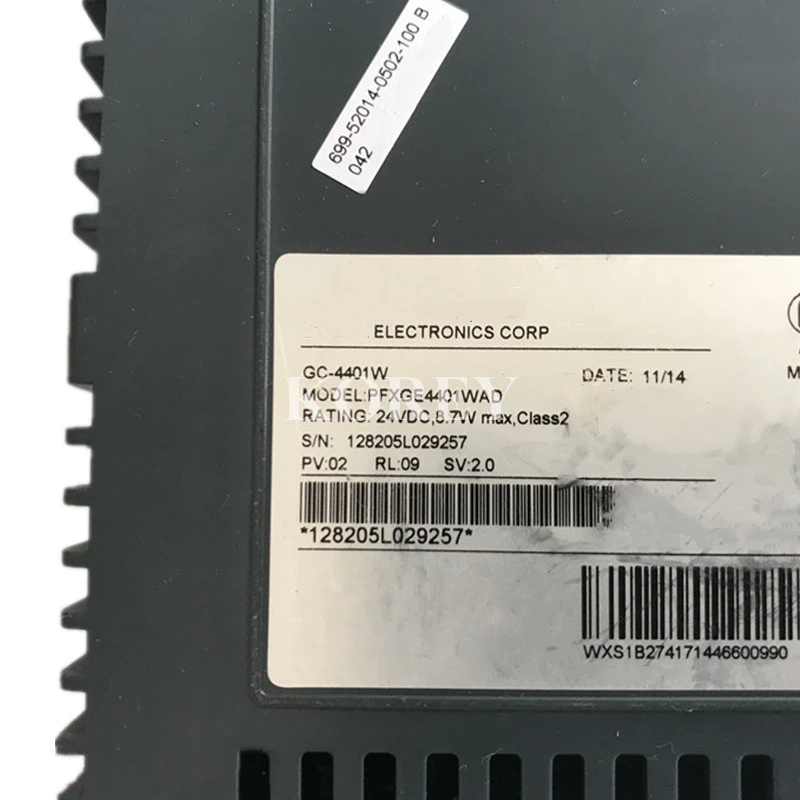 699-52014-0502-100 B
042
ELECTRONICS CORP
GC-4401W
DATE: 11/14
MODEL:PFXGE4401WAD
KOBEY
RATING: 24VDC,8.7W max,Class2
S/N: 128205L029257
PV:02 RL:09 SV:2.0
*128205L029257*
WXS1B274171446600990